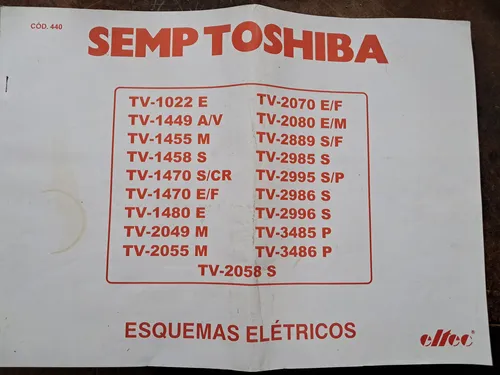 CÓD. 440
SEMP TOSHIBA
TV-1022 E
TV-1449 A/V
TV-1455 M
TV-1458 S
TV-1470 S/CR
TV-1470 E/F
TV-1480 E
TV-2049 M
TV-2055 M
TV-2070 E/F
TV-2080 E/M
TV-2889 S/F
TV-2985 S
TV-2995 S/P
TV-2986 S
TV-2996 S
TV-3485 P
TV-3486 P
TV-2058 S
ESQUEMAS ELÉTRICOS
eltec